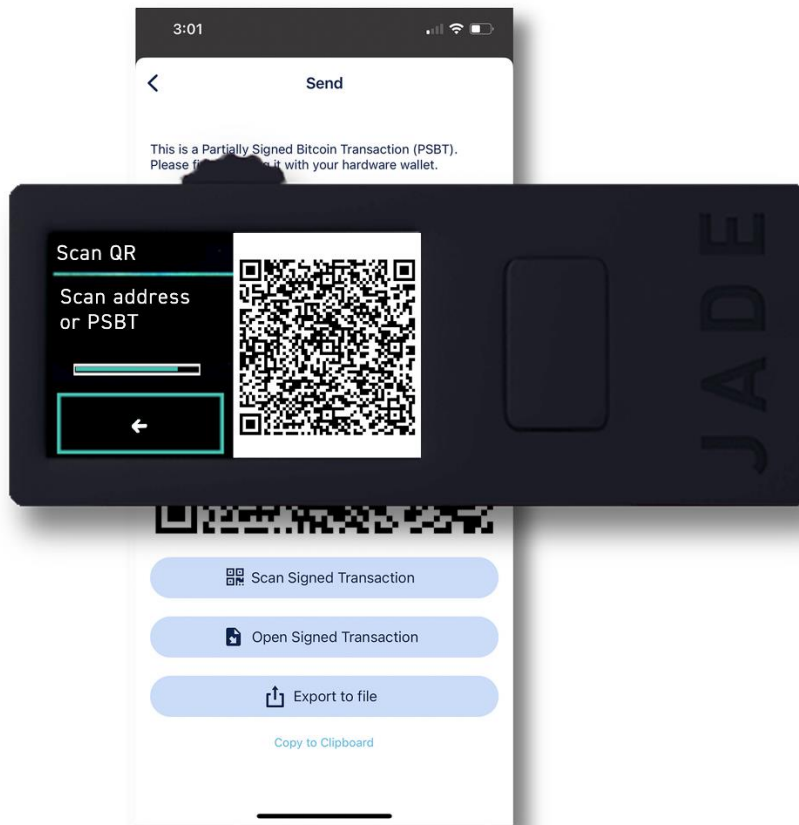 3:01
Send
This is a Partially Signed Bitcoin Transaction (PSBT).
Please it with your hardware wallet.
Scan QR
Scan address
or PSBT
JADE
Scan Signed Transaction
Open Signed Transaction
Export to file
Copy to Clipboard